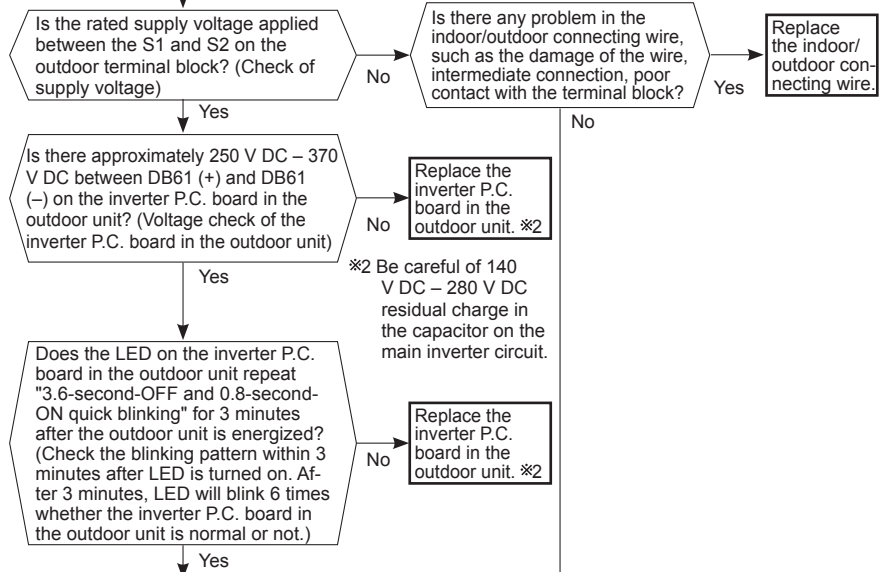 Is the rated supply voltage applied
between the S1 and S2 on the
outdoor terminal block? (Check of
supply voltage)
No
Yes
Is there any problem in the
indoor/outdoor connecting wire,
such as the damage of the wire,
intermediate connection, poor
contact with the terminal block?
Yes
No
Replace
the indoor/
outdoor con-
necting wire.
Is there approximately 250 V DC – 370
V DC between DB61 (+) and DB61
(–) on the inverter P.C. board in the
outdoor unit? (Voltage check of the
inverter P.C. board in the outdoor unit)
No
Yes
Replace the
inverter P.C.
board in the
outdoor unit. ※2
※2 Be careful of 140
V DC – 280 V DC
residual charge in
the capacitor on the
main inverter circuit.
Does the LED on the inverter P.C.
board in the outdoor unit repeat
"3.6-second-OFF and 0.8-second-
ON quick blinking" for 3 minutes
after the outdoor unit is energized?
(Check the blinking pattern within 3
minutes after LED is turned on. Af-
ter 3 minutes, LED will blink 6 times
whether the inverter P.C. board in
the outdoor unit is normal or not.)
No
Yes
Replace the
inverter P.C.
board in the
outdoor unit. ※2